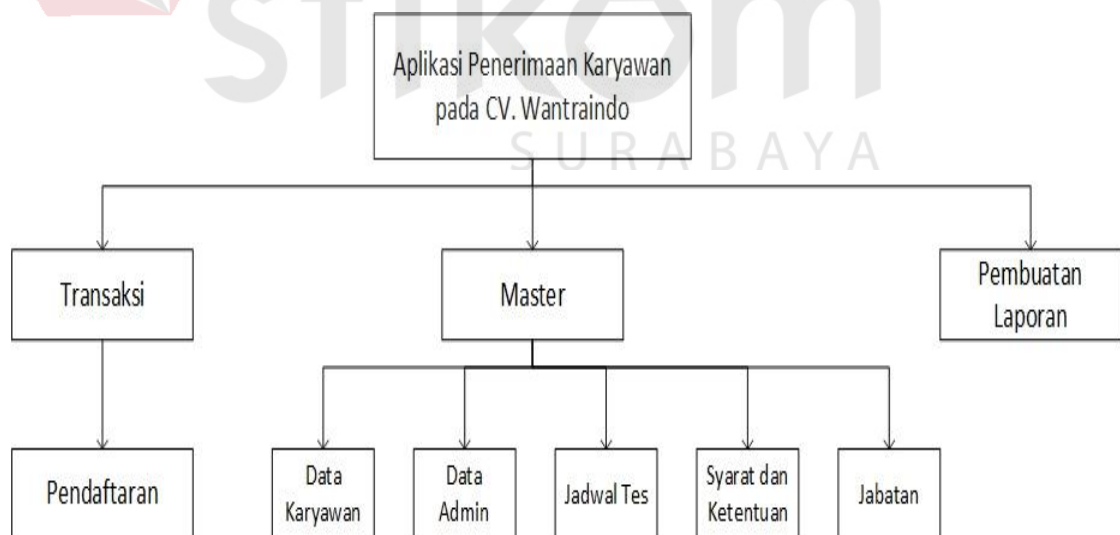 stikom
SURABAYA
Aplikasi Penerimaan Karyawan
pada CV. Wantraindo
Transaksi
Master
Pembuatan
Laporan
Pendaftaran
Data
Karyawan
Data
Admin
Jadwal Tes
Syarat dan
Ketentuan
Jabatan